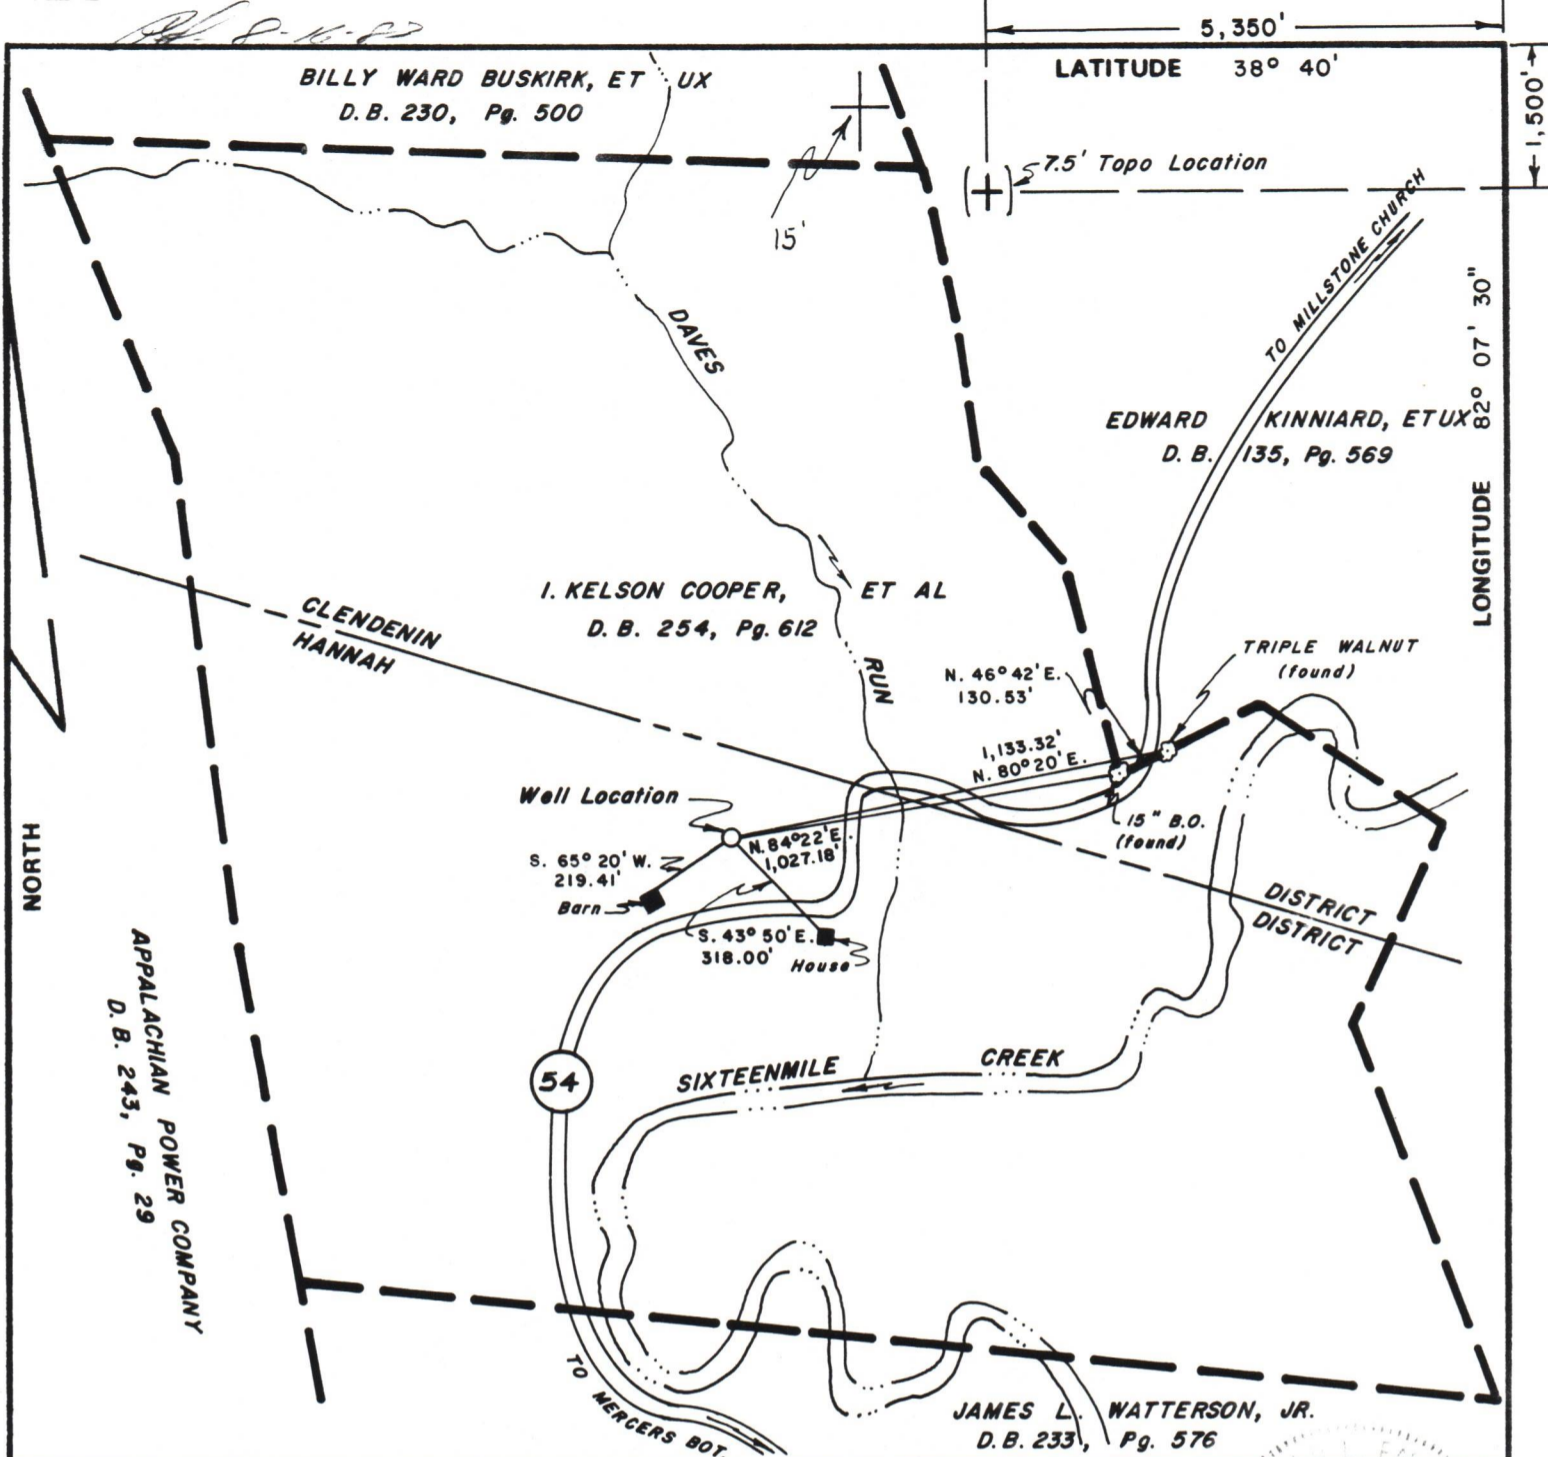 8-16-83
5,350'
LATITUDE 38° 40'
1,500'
BILLY WARD BUSKIRK, ET UX
D.B. 230, Pg. 500
7.5' Topo Location
15'
TO MILLSTONE CHURCH
DAVES
RUN
LONGITUDE 82° 07' 30"
EDWARD KINNIARD, ET UX
D.B. 135, Pg. 569
I. KELSON COOPER, ET AL
D.B. 254, Pg. 612
CLENDENIN
HANNAH
N. 46° 42' E.
130.53'
TRIPLE WALNUT
(found)
1,133.32'
N. 80° 20' E.
Well Location
N. 84° 22' E.
1,027.18'
15" B.O.
(found)
S. 65° 20' W.
219.41'
Barn
S. 43° 50' E.
318.00'
House
DISTRICT
DISTRICT
NORTH
APPALACHIAN POWER COMPANY
D.B. 243, Pg. 29
54
SIXTEENMILE CREEK
TO MERCERS BOT.
JAMES L. WATTERSON, JR.
D.B. 233, Pg. 576